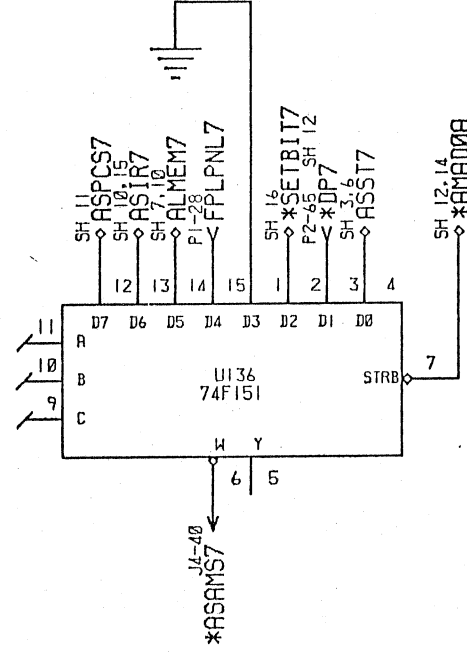 SH 11
ASPCS7
SH 10,15
ASIR7
SH 7,10
ALMEM7
P1-28
FPLPNL7
SH 16
*SETBIT7
P2-65 SH 12
*DP7
SH 3,6
ASST7
SH 12,14
*AMADOA
12 13 14 15 1 2 3 4
D7 D6 D5 D4 D3 D2 D1 D0
11 A
10 B
9 C
U136
74F151
STRB 7
W Y
6 5
J4-40
*ASAMS7